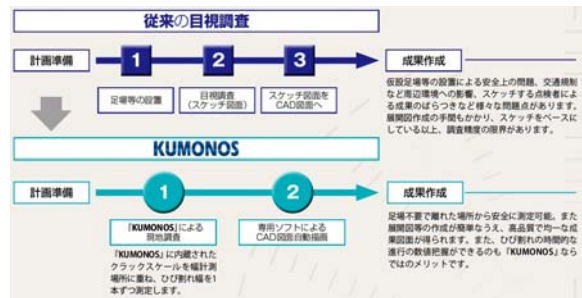 従来の目視調査
計画準備
1
2
3
成果作成
足場等の設置
目視調査
(スケッチ図面)
スケッチ図面を
CAD図面へ
仮設足場等の設置による安全上の問題、交通規制
など周辺環境への影響、スケッチする点検者によ
る成果のばらつきなど様々な問題点があります。
展開図作成の手間もかかり、スケッチをベースに
している以上、調査精度の限界があります。
KUMONOS
計画準備
1
2
成果作成
『KUMONOS』による
現地調査
専用ソフトによる
CAD図面自動描画
『KUMONOS』に内蔵された
クラックスケールを幅計測
場所に重ね、ひび割れ幅を1
本ずつ測定します。
足場不要で離れた場所から安全に測定可能。また
展開図等の作成が簡単なうえ、高品質で均一な成
果図面が得られます。また、ひび割れの時間的な
進行の数値把握ができるのも『KUMONOS』なら
ではのメリットです。